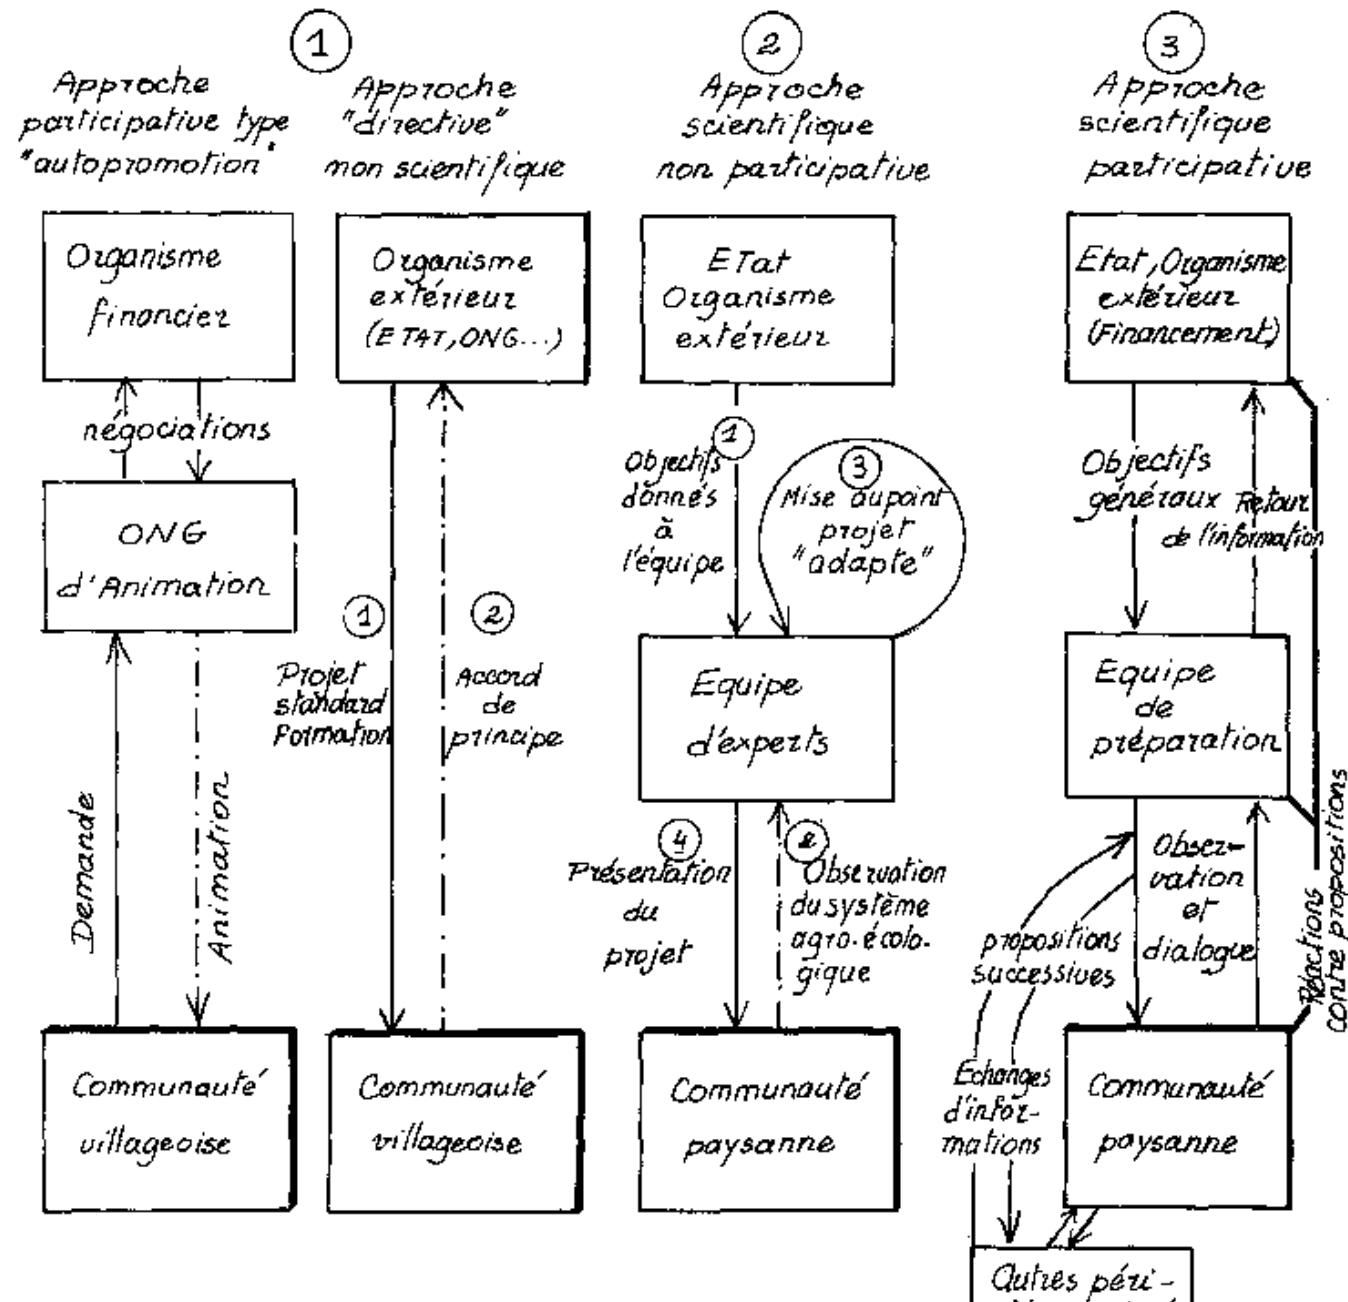 1
Approche
participative type
"autopromotion"
Organisme
financier
négociations
ONG
d'Animation
Demande
Animation
Communauté
villageoise
Approche
"directive"
non scientifique
Organisme
extérieur
(ETAT, ONG...)
1
Projet
standard
Formation
2
Accord
de
principe
Communauté
villageoise
2
Approche
scientifique
non participative
ETat
Organisme
extérieur
1
Objectifs
donnés
à
l'équipe
3
Mise au point
projet
"adapte"
Equipe
d'experts
4
Présentation
du
projet
2
Observation
du système
agro-écolo-
gique
Communauté
paysanne
3
Approche
scientifique
participative
Etat, Organisme
extérieur
(Financement)
Objectifs
généraux
Retour
de l'information
Equipe
de
préparation
Obser-
vation
et
dialogue
propositions
successives
Réactions
contre propositions
Echanges
d'infor-
mations
Communauté
paysanne
Autres péri-